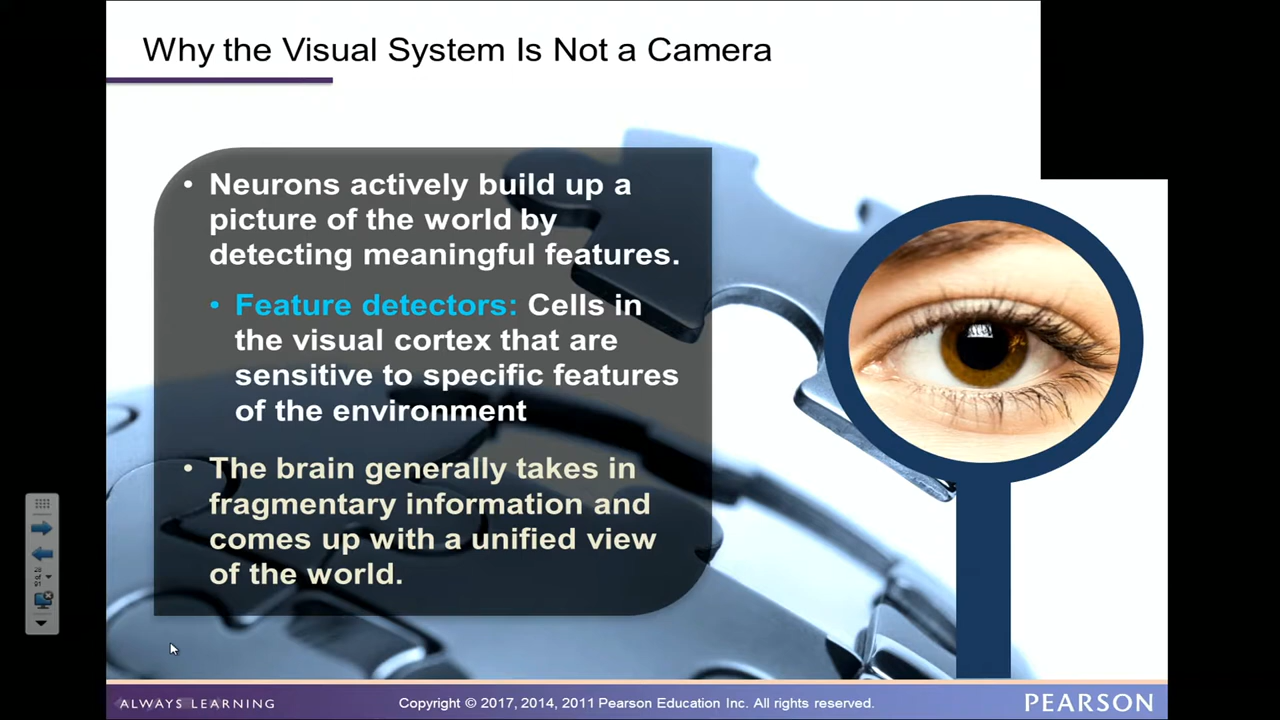 Why the Visual System Is Not a Camera
• Neurons actively build up a
picture of the world by
detecting meaningful features.
• Feature detectors: Cells in
the visual cortex that are
sensitive to specific features
of the environment
• The brain generally takes in
fragmentary information and
comes up with a unified view
of the world.
ALWAYS LEARNING
Copyright © 2017, 2014, 2011 Pearson Education Inc. All rights reserved.
PEARSON